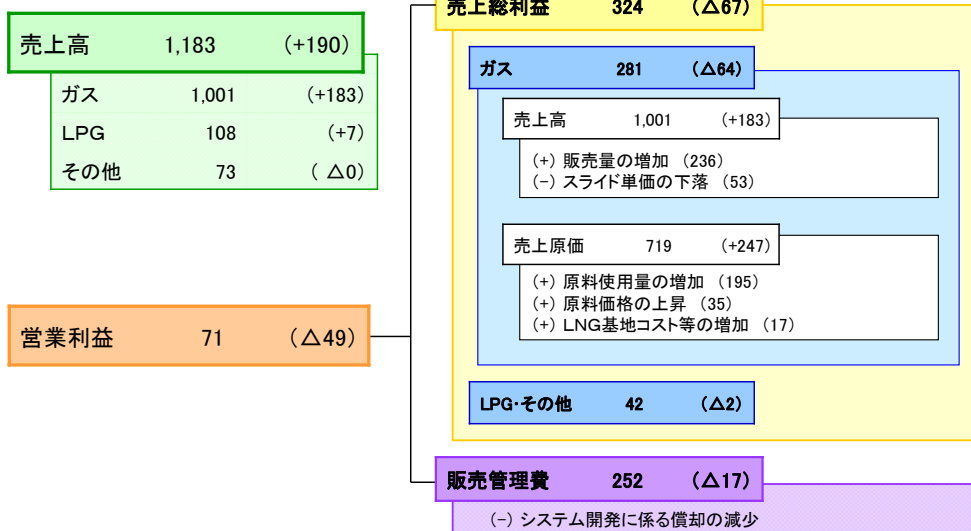 売上高 1,183 (+190)
ガス 1,001 (+183)
LPG 108 (+7)
その他 73 ( △0)
営業利益 71 (△49)
売上総利益 324 (△67)
ガス 281 (△64)
売上高 1,001 (+183)
(+) 販売量の増加 (236)
(-) スライド単価の下落 (53)
売上原価 719 (+247)
(+) 原料使用量の増加 (195)
(+) 原料価格の上昇 (35)
(+) LNG基地コスト等の増加 (17)
LPG・その他 42 (△2)
販売管理費 252 (△17)
(-) システム開発に係る償却の減少